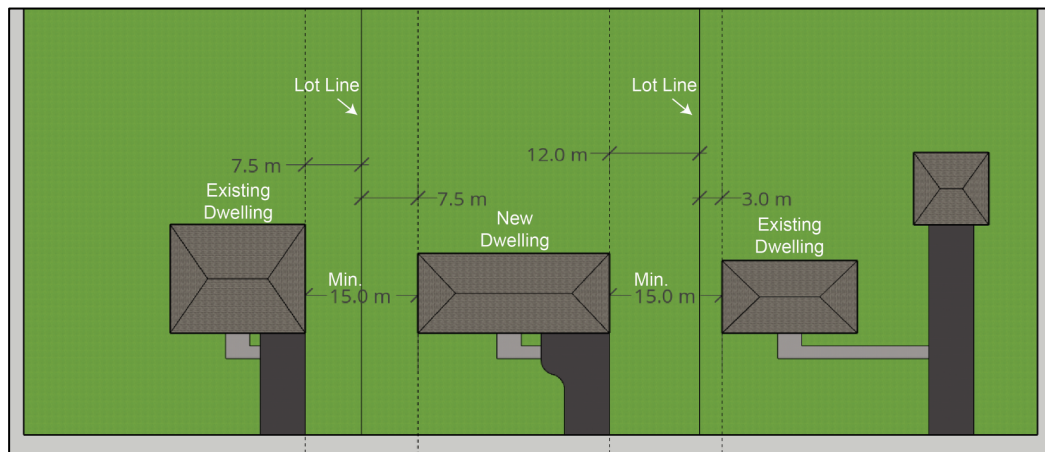 Lot Line
Lot Line
7.5 m
12.0 m
Existing
Dwelling
7.5 m
New
Dwelling
3.0 m
Existing
Dwelling
Min.
15.0 m
Min.
15.0 m